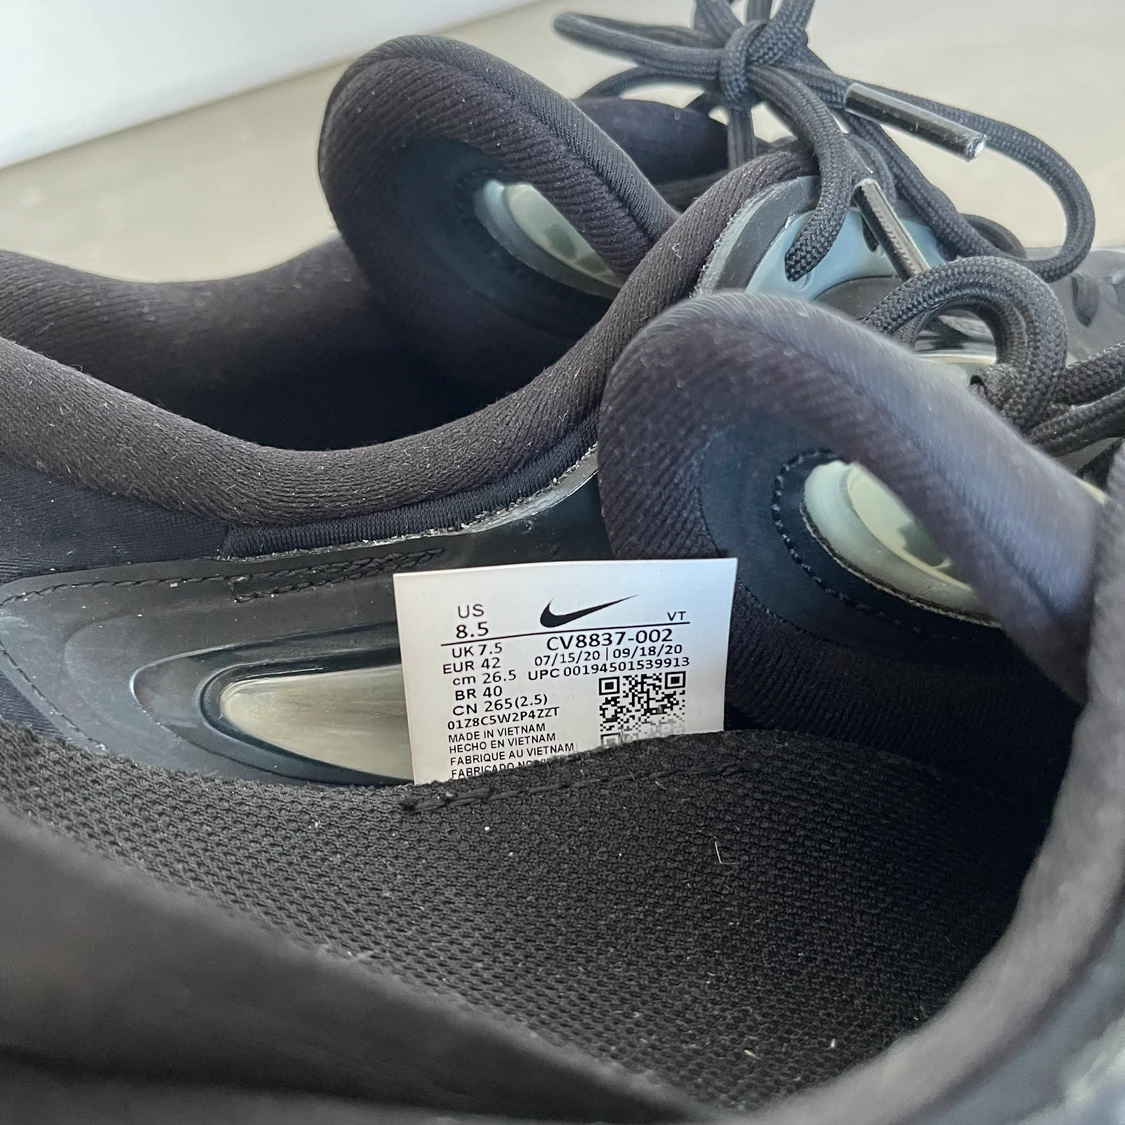 US
8.5
VT
UK 7.5
CV8837-002
EUR 42
07/15/20 | 09/18/20
cm 26.5
UPC 00194501539913
BR 40
CN 265(2.5)
01Z8C5W2P4ZZT
MADE IN VIETNAM
HECHO EN VIETNAM
FABRIQUE AU VIETNAM
FABRICADO